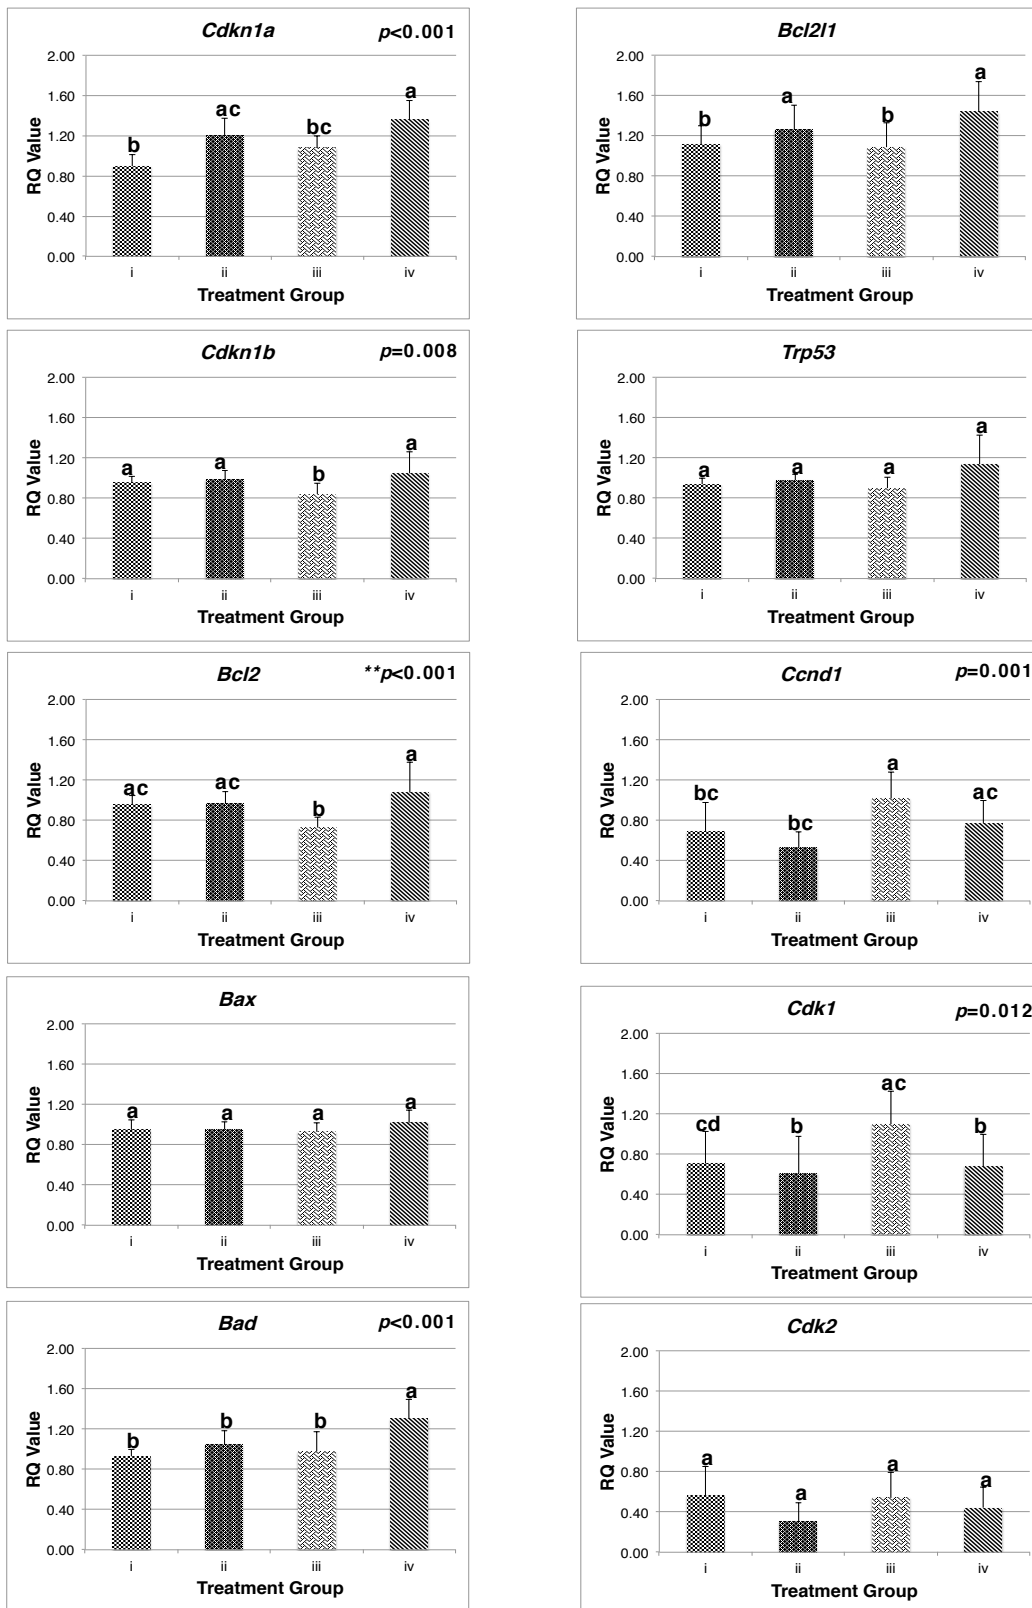 Cdkn1a p<0.001
2.00
1.60
1.20
0.80
0.40
0.00
RQ Value
b ac bc a
i ii iii iv
Treatment Group
Bcl2l1
2.00
1.60
1.20
0.80
0.40
0.00
RQ Value
b a b a
i ii iii iv
Treatment Group
Cdkn1b p=0.008
2.00
1.60
1.20
0.80
0.40
0.00
RQ Value
a a b a
i ii iii iv
Treatment Group
Trp53
2.00
1.60
1.20
0.80
0.40
0.00
RQ Value
a a a a
i ii iii iv
Treatment Group
Bcl2 **p<0.001
2.00
1.60
1.20
0.80
0.40
0.00
RQ Value
ac ac b a
i ii iii iv
Treatment Group
Ccnd1 p=0.001
2.00
1.60
1.20
0.80
0.40
0.00
RQ Value
bc bc a ac
i ii iii iv
Treatment Group
Bax
2.00
1.60
1.20
0.80
0.40
0.00
RQ Value
a a a a
i ii iii iv
Treatment Group
Cdk1 p=0.012
2.00
1.60
1.20
0.80
0.40
0.00
RQ Value
cd b ac b
i ii iii iv
Treatment Group
Bad p<0.001
2.00
1.60
1.20
0.80
0.40
0.00
RQ Value
b b b a
i ii iii iv
Treatment Group
Cdk2
2.00
1.60
1.20
0.80
0.40
0.00
RQ Value
a a a a
i ii iii iv
Treatment Group